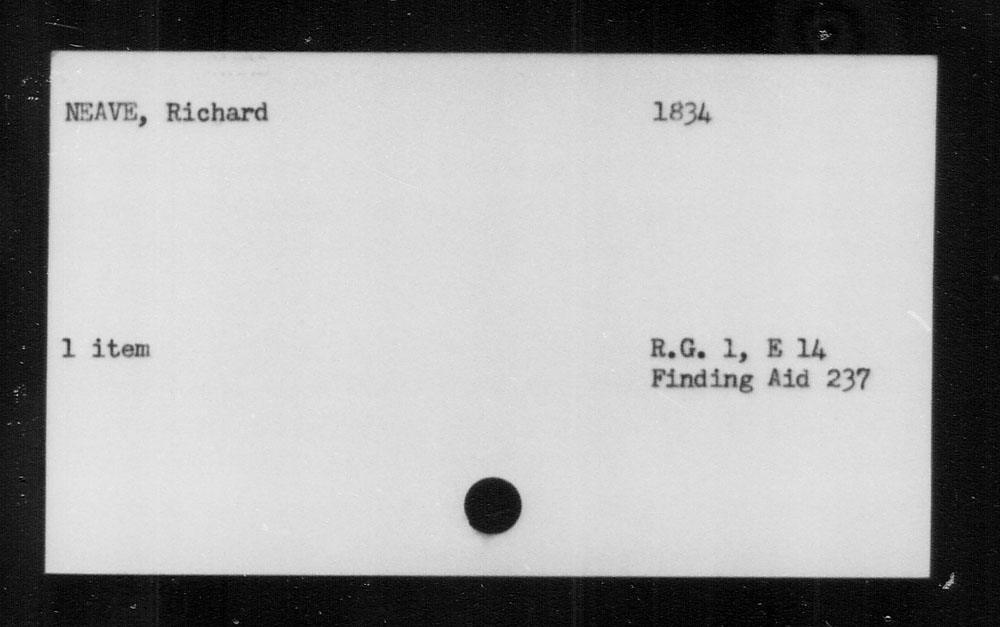 NEAVE, Richard 1834
1 item R.G. 1, E 14
Finding Aid 237